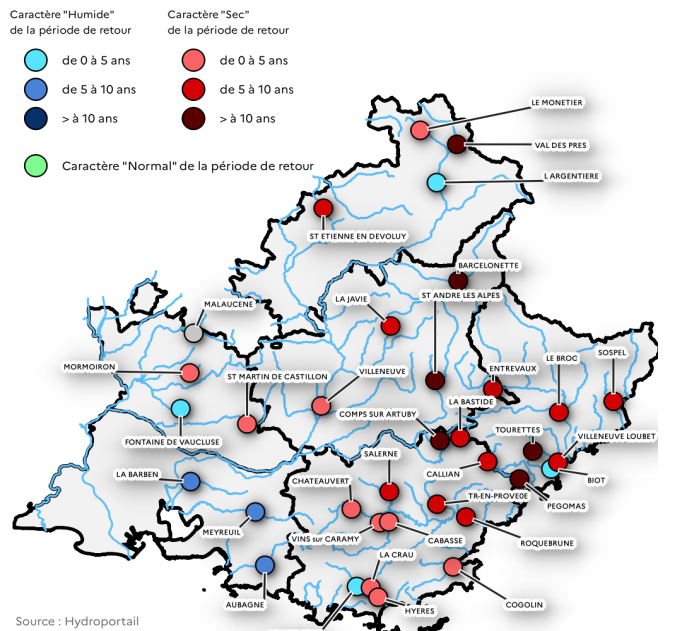 Caractère "Humide"
de la période de retour
de 0 à 5 ans
de 5 à 10 ans
> à 10 ans
Caractère "Sec"
de la période de retour
de 0 à 5 ans
de 5 à 10 ans
> à 10 ans
Caractère "Normal" de la période de retour
LE MONETIER
VAL DES PRES
L ARGENTIERE
ST ETIENNE EN DEVOLUY
BARCELONETTE
ST ANDRE LES ALPES
LA JAVIE
MALAUCENE
MORMOIRON
ST MARTIN DE CASTILLON
VILLENEUVE
ENTREVAUX
LE BROC
SOSPEL
LA BASTIDE
COMPS SUR ARTUBY
TOURETTES
VILLENEUVE LOUBET
FONTAINE DE VAUCLUSE
SALERNE
CALLIAN
BIOT
LA BARBEN
CHATEAUVERT
TR-EN-PROVE0E
PEGOMAS
MEYREUIL
VINS sur CARAMY
CABASSE
ROQUEBRUNE
LA CRAU
AUBAGNE
HYERES
COGOLIN
Source : Hydroportail